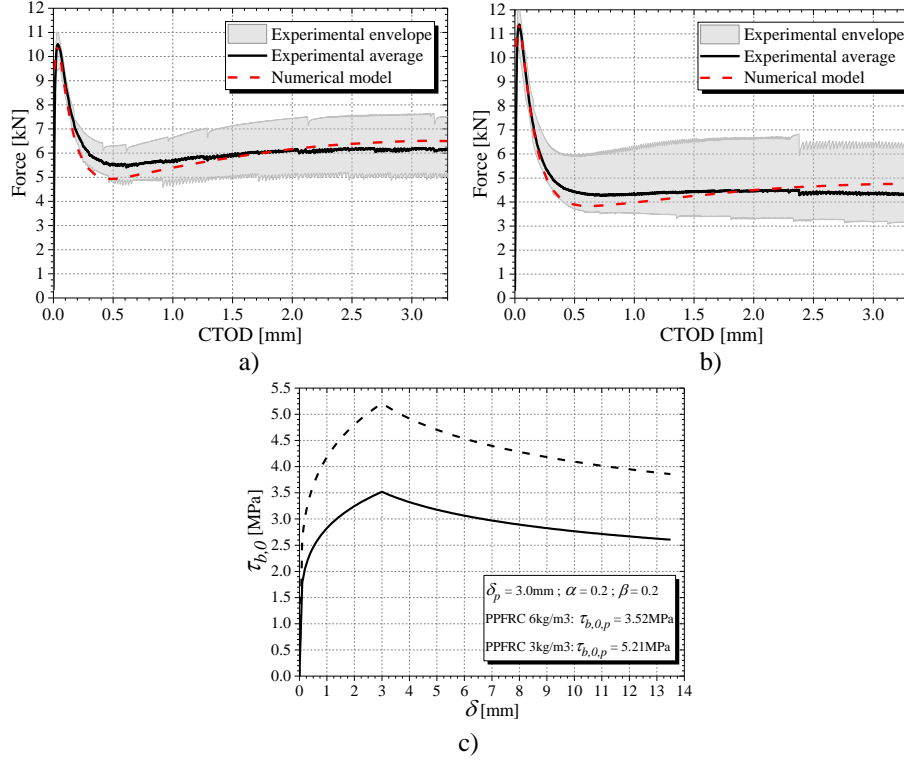 a)
b)
12
11
10
9
8
7
6
5
4
3
2
1
0
Force [kN]
0.0 0.5 1.0 1.5 2.0 2.5 3.0
CTOD [mm]
Experimental envelope
Experimental average
Numerical model
a)
12
11
10
9
8
7
6
5
4
3
2
1
0
Force [kN]
0.0 0.5 1.0 1.5 2.0 2.5 3.0
CTOD [mm]
Experimental envelope
Experimental average
Numerical model
b)
5.5
5.0
4.5
4.0
3.5
3.0
2.5
2.0
1.5
1.0
0.5
0.0
τb,0 [MPa]
δp = 3.0mm ; α = 0.2 ; β = 0.2
PPFRC 6kg/m3: τb,0,p = 3.52MPa
PPFRC 3kg/m3: τb,0,p = 5.21MPa
0 1 2 3 4 5 6 7 8 9 10 11 12 13 14
δ [mm]
c)